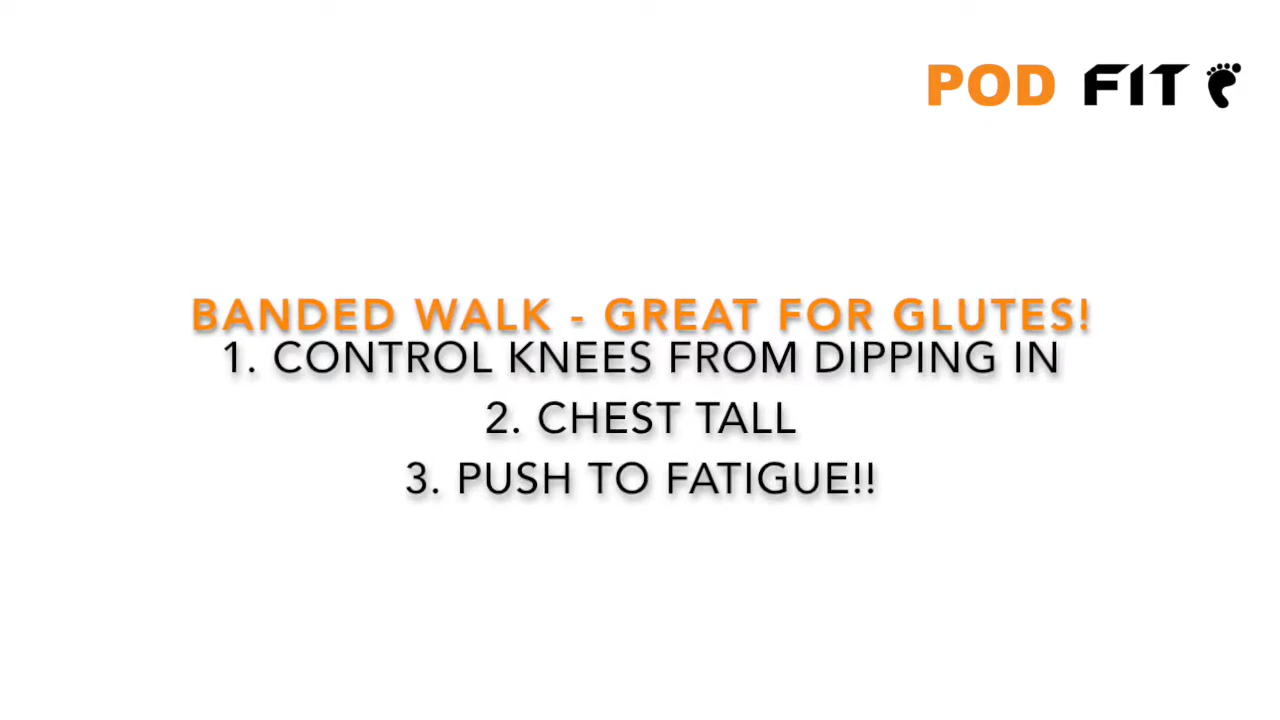 POD FIT
BANDED WALK - GREAT FOR GLUTES!
1. CONTROL KNEES FROM DIPPING IN
2. CHEST TALL
3. PUSH TO FATIGUE!!